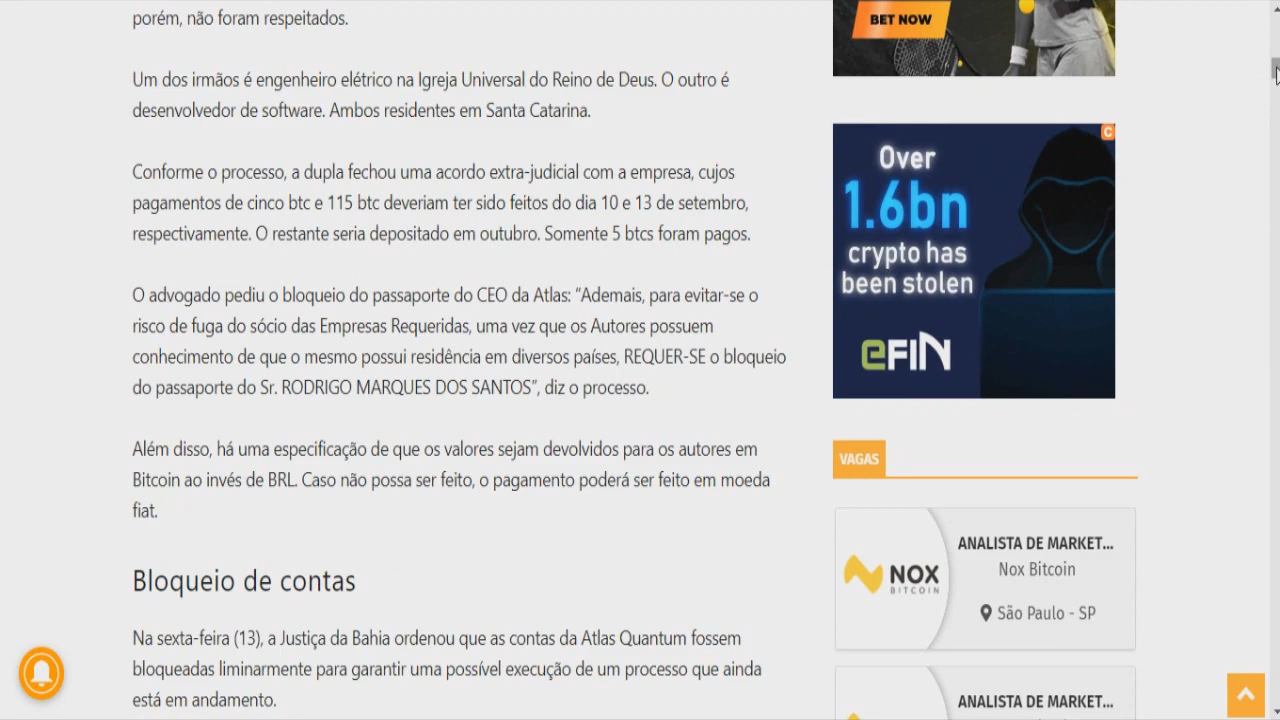 porém, não foram respeitados.
Um dos irmãos é engenheiro elétrico na Igreja Universal do Reino de Deus. O outro é
desenvolvedor de software. Ambos residentes em Santa Catarina.
Conforme o processo, a dupla fechou uma acordo extra-judicial com a empresa, cujos
pagamentos de cinco btc e 115 btc deveriam ter sido feitos do dia 10 e 13 de setembro,
respectivamente. O restante seria depositado em outubro. Somente 5 btcs foram pagos.
O advogado pediu o bloqueio do passaporte do CEO da Atlas: “Ademais, para evitar-se o
risco de fuga do sócio das Empresas Requeridas, uma vez que os Autores possuem
conhecimento de que o mesmo possui residência em diversos países, REQUER-SE o bloqueio
do passaporte do Sr. RODRIGO MARQUES DOS SANTOS”, diz o processo.
Além disso, há uma especificação de que os valores sejam devolvidos para os autores em
Bitcoin ao invés de BRL. Caso não possa ser feito, o pagamento poderá ser feito em moeda
fiat.
Bloqueio de contas
Na sexta-feira (13), a Justiça da Bahia ordenou que as contas da Atlas Quantum fossem
bloqueadas liminarmente para garantir uma possível execução de um processo que ainda
está em andamento.
BET NOW
C
Over
1.6bn
crypto has
been stolen
eFIN
VAGAS
NOX
BITCOIN
ANALISTA DE MARKET...
Nox Bitcoin
São Paulo - SP
ANALISTA DE MARKET...